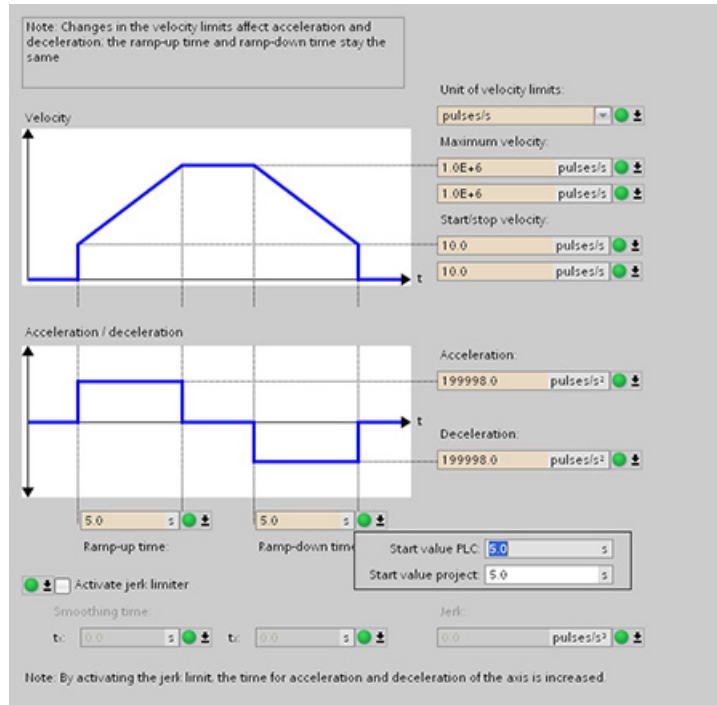 Note: Changes in the velocity limits affect acceleration and
deceleration; the ramp-up time and ramp-down time stay the
same
Unit of velocity limits:
pulses/s
Velocity
Maximum velocity:
1.0E+6 pulses/s
1.0E+6 pulses/s
Start/stop velocity:
10.0 pulses/s
t
10.0 pulses/s
Acceleration / deceleration
Acceleration:
199998.0 pulses/s²
t
Deceleration:
199998.0 pulses/s²
5.0 s
5.0 s
Ramp-up time:
Ramp-down time
Start value PLC: 5.0 s
Start value project: 5.0 s
Activate jerk limiter
Smoothing time:
Jerk:
0.0 s
0.0 s
0.0 pulses/s³
Note: By activating the jerk limit, the time for acceleration and deceleration of the axis is increased.